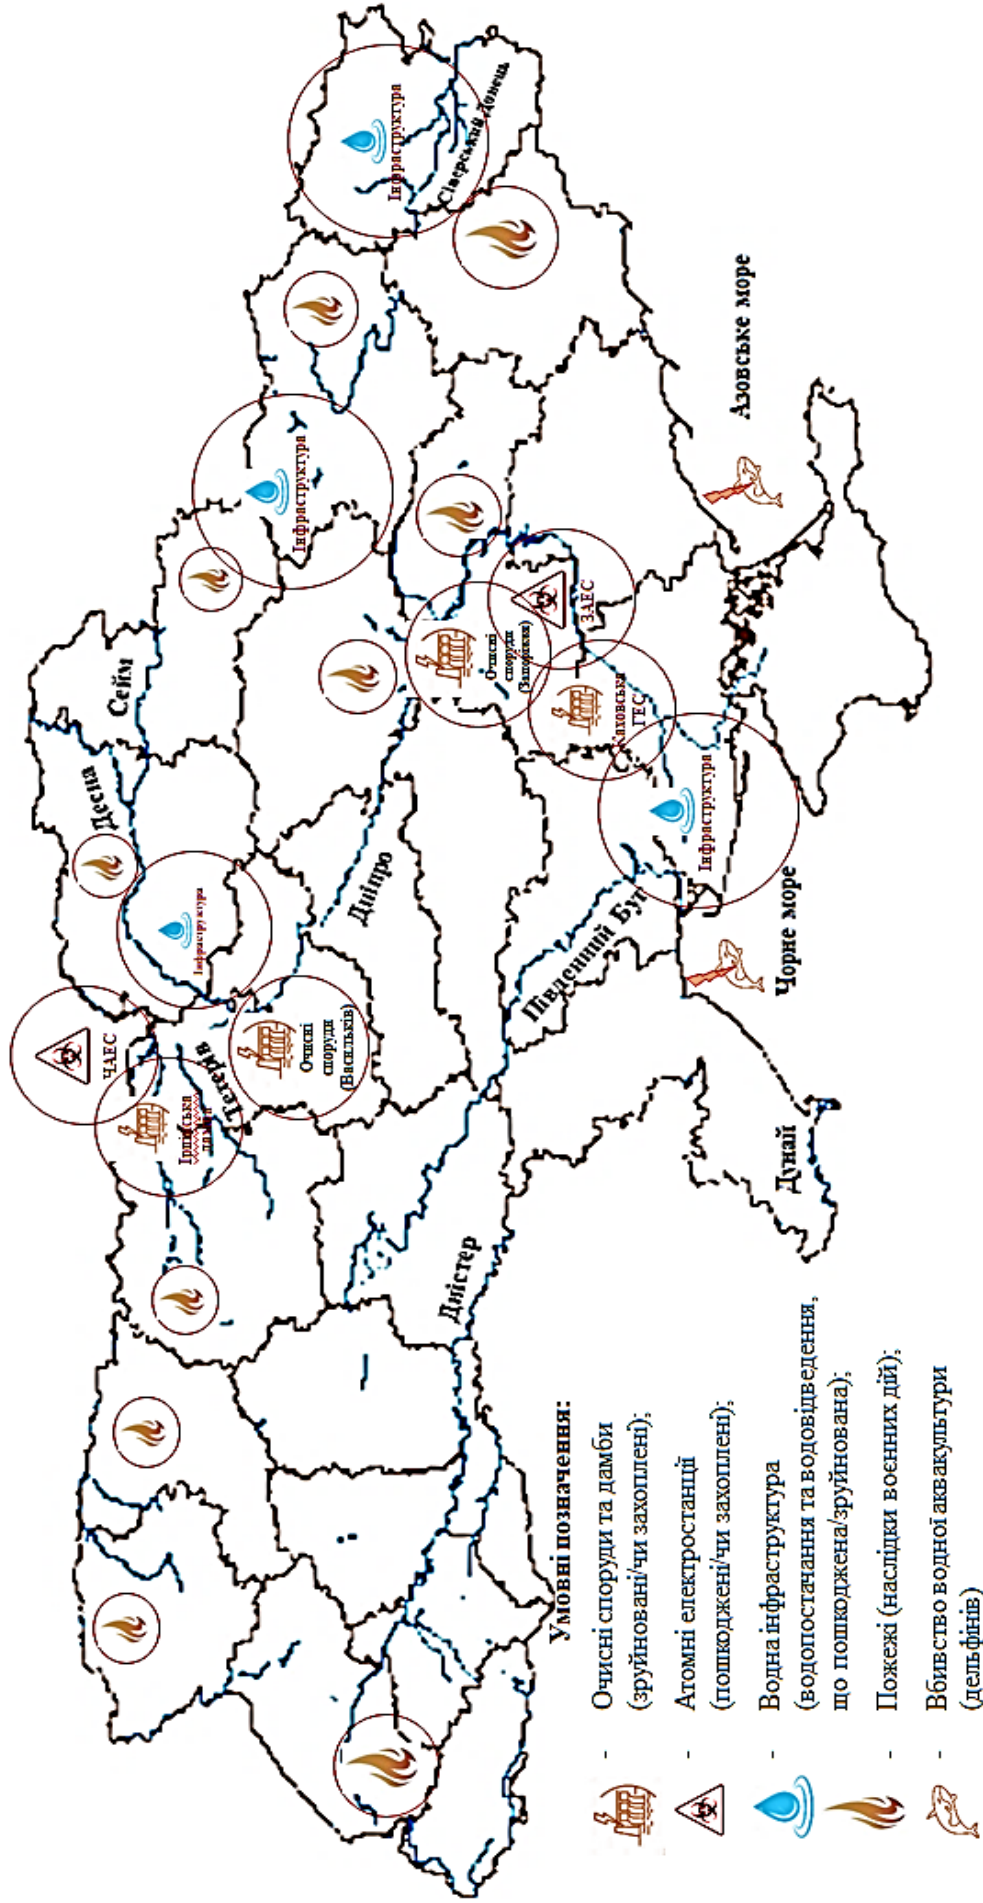 Десна
Сейм
ЧАЕС
Ірпінська
дамба
Тетерів
Інфраструктура
Очисні
споруди
(Васильків)
Дніпро
Інфраструктура
Інфраструктура
Сіверський Донець
Очисні
споруди
(Запоріжжя)
ЗАЕС
Каховська
ГЕС
Інфраструктура
Південний Буг
Дністер
Дунай
Чорне море
Азовське море
Умовні позначення:
- Очисні споруди та дамби
(зруйновані/чи захоплені);
- Атомні електростанції
(пошкоджені/чи захоплені);
- Водна інфраструктура
(водопостачання та водовідведення,
що пошкоджена/зруйнована);
- Пожежі (наслідки воєнних дій);
- Вбивство водної аквакультури
(дельфінів)